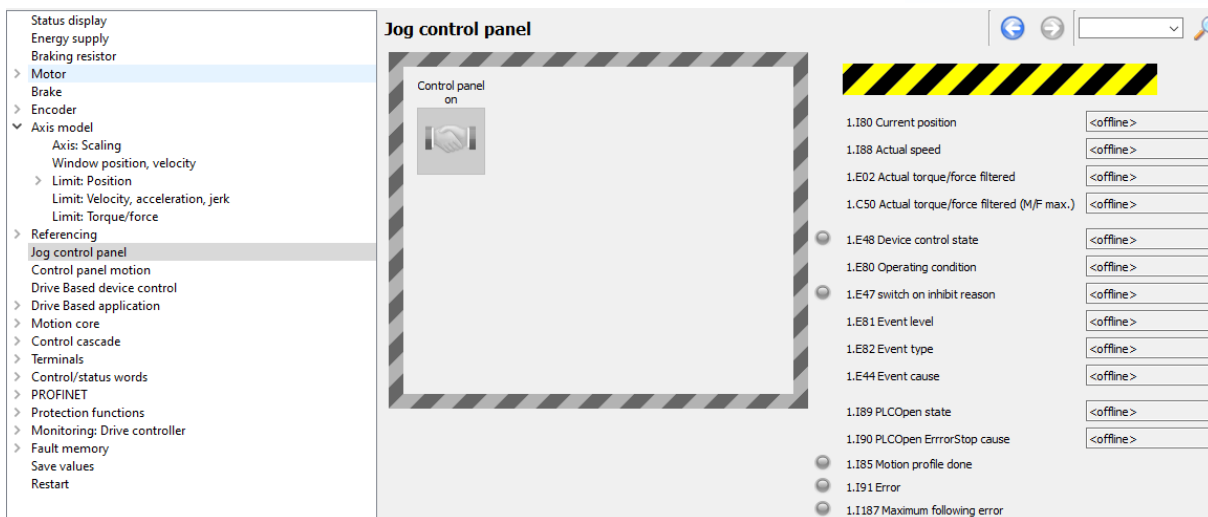 Status display
Energy supply
Braking resistor
Motor
Brake
Encoder
Axis model
Axis: Scaling
Window position, velocity
Limit: Position
Limit: Velocity, acceleration, jerk
Limit: Torque/force
Referencing
Jog control panel
Control panel motion
Drive Based device control
Drive Based application
Motion core
Control cascade
Terminals
Control/status words
PROFINET
Protection functions
Monitoring: Drive controller
Fault memory
Save values
Restart
Jog control panel
Control panel
on
1.I80 Current position <offline>
1.I88 Actual speed <offline>
1.E02 Actual torque/force filtered <offline>
1.C50 Actual torque/force filtered (M/F max.) <offline>
1.E48 Device control state <offline>
1.E80 Operating condition <offline>
1.E47 switch on inhibit reason <offline>
1.E81 Event level <offline>
1.E82 Event type <offline>
1.E44 Event cause <offline>
1.I89 PLCOpen state <offline>
1.I90 PLCOpen ErrrorStop cause <offline>
1.I85 Motion profile done
1.I91 Error
1.I187 Maximum following error